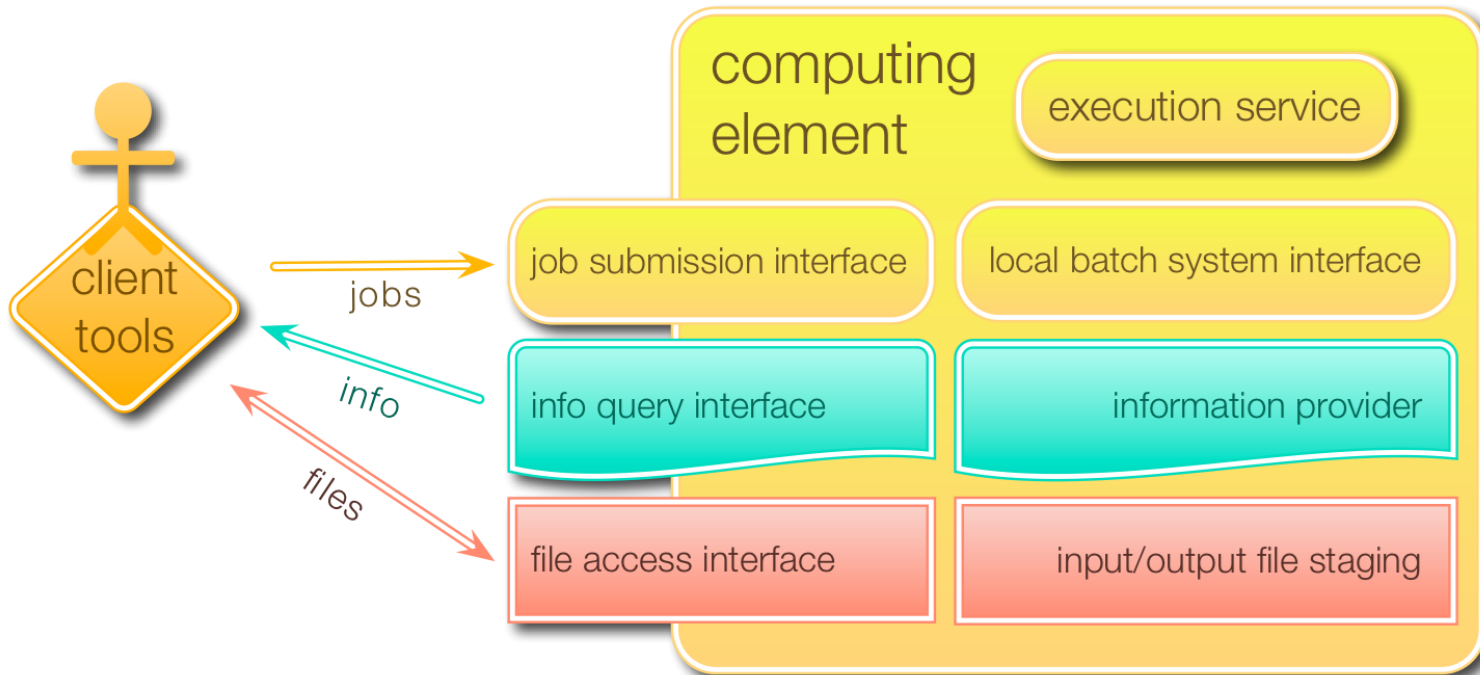 computing
element
execution service
client
tools
jobs
job submission interface
local batch system interface
info
info query interface
information provider
files
file access interface
input/output file staging